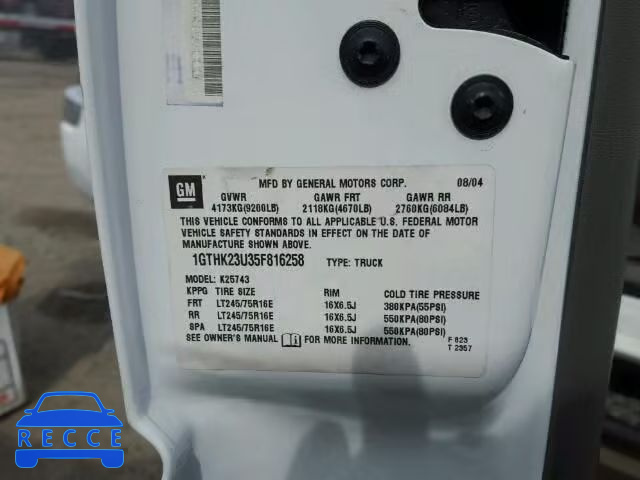 GM
MFD BY GENERAL MOTORS CORP. 08/04
GVWR GAWR FRT GAWR RR
4173KG(9200LB) 2118KG(4670LB) 2760KG(6084LB)
THIS VEHICLE CONFORMS TO ALL APPLICABLE U.S. FEDERAL MOTOR
VEHICLE SAFETY STANDARDS IN EFFECT ON THE DATE OF
MANUFACTURE SHOWN ABOVE.
1GTHK23U35F816258 TYPE: TRUCK
MODEL: K25743
KPPG TIRE SIZE RIM COLD TIRE PRESSURE
FRT LT245/75R16E 16X6.5J 380KPA(55PSI)
RR LT245/75R16E 16X6.5J 550KPA(80PSI)
SPA LT245/75R16E 16X6.5J 550KPA(80PSI)
SEE OWNER'S MANUAL FOR MORE INFORMATION.
F 823
T 2357
RECCE